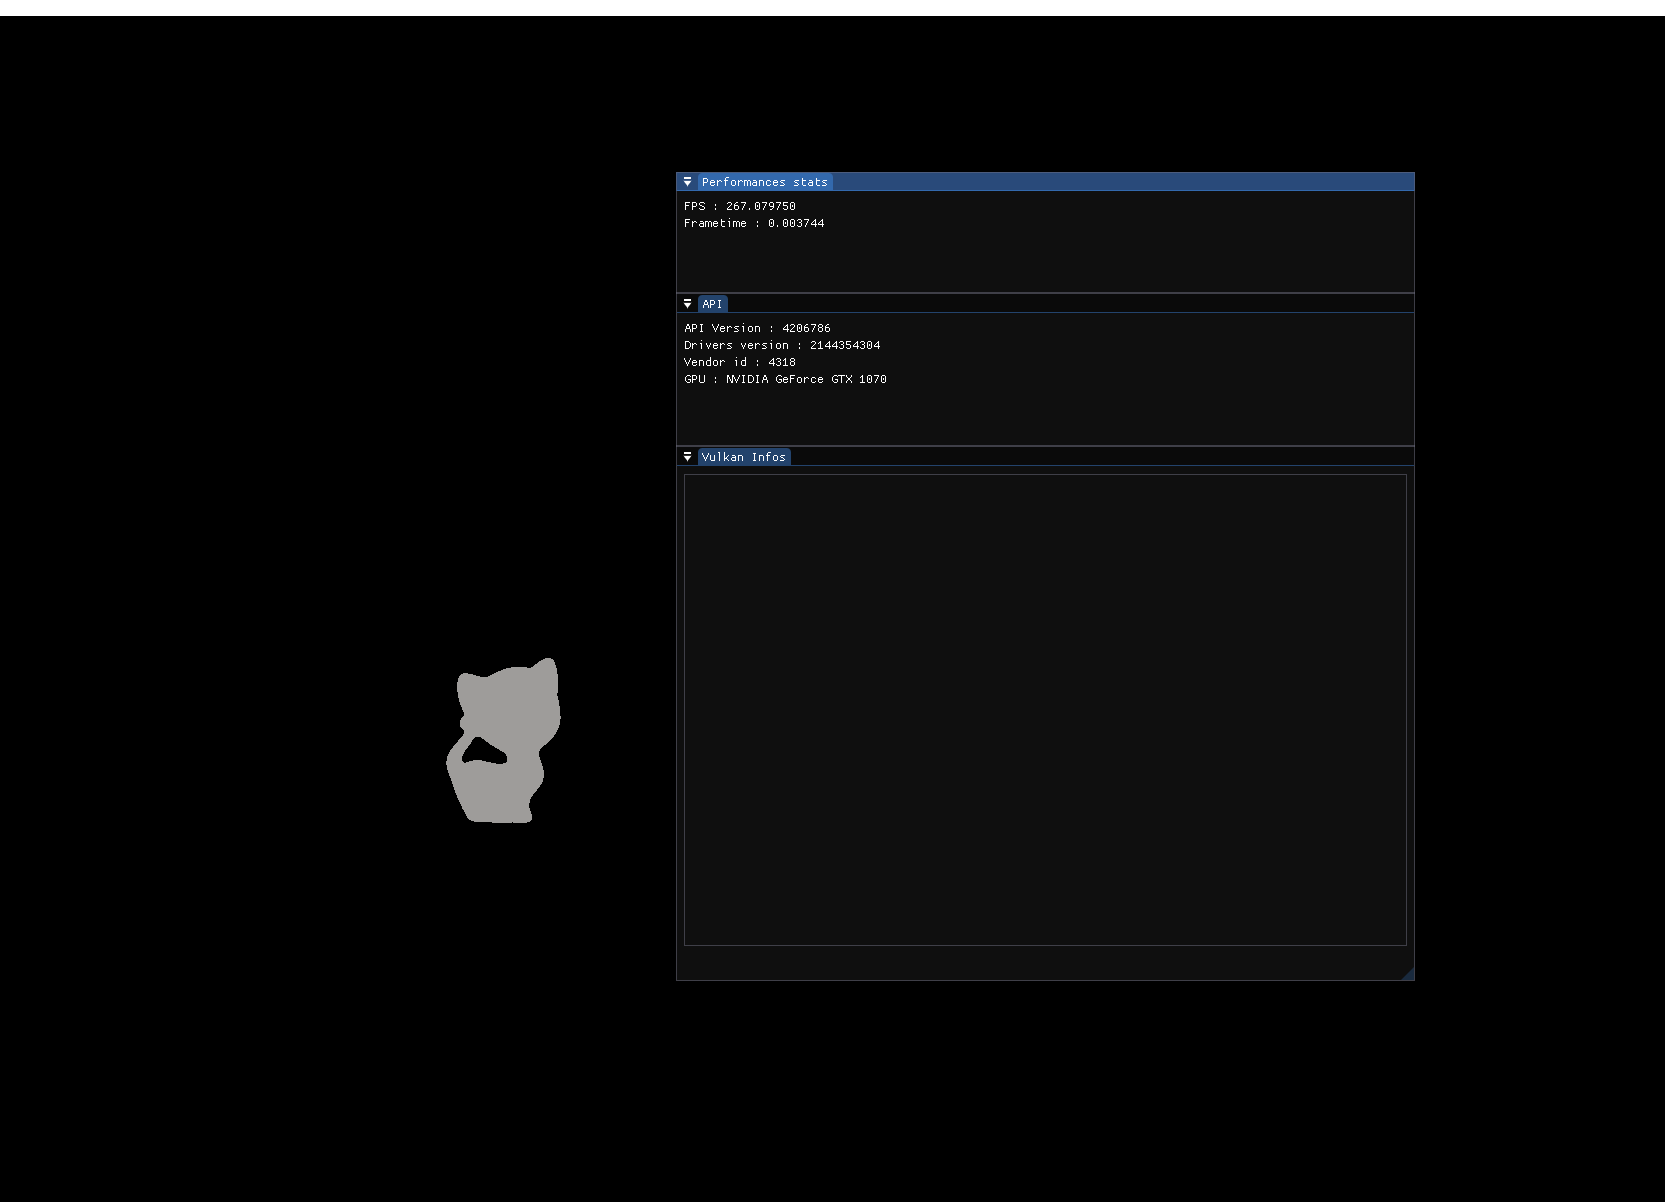 Performances stats
FPS : 267.079750
Frametime : 0.003744
API
API Version : 4206786
Drivers version : 2144354304
Vendor id : 4318
GPU : NVIDIA GeForce GTX 1070
Vulkan Infos